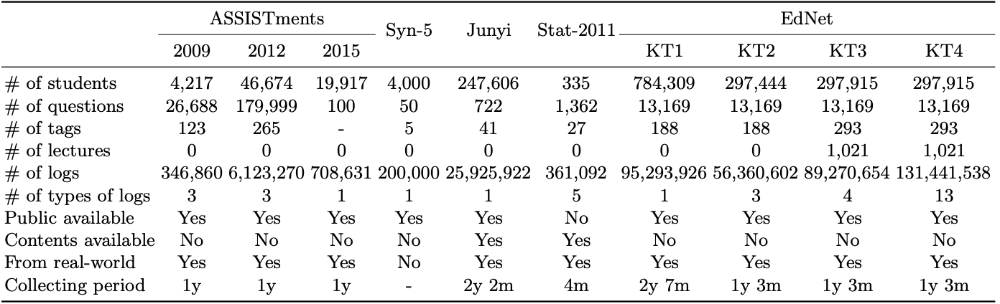 ASSISTments Syn-5 Junyi Stat-2011 EdNet
2009 2012 2015 KT1 KT2 KT3 KT4
# of students 4,217 46,674 19,917 4,000 247,606 335 784,309 297,444 297,915 297,915
# of questions 26,688 179,999 100 50 722 1,362 13,169 13,169 13,169 13,169
# of tags 123 265 - 5 41 27 188 188 293 293
# of lectures 0 0 0 0 0 0 0 0 1,021 1,021
# of logs 346,860 6,123,270 708,631 200,000 25,925,922 361,092 95,293,926 56,360,602 89,270,654 131,441,538
# of types of logs 3 3 1 1 1 5 1 3 4 13
Public available Yes Yes Yes Yes Yes No Yes Yes Yes Yes
Contents available No No No No Yes Yes No No No No
From real-world Yes Yes Yes No Yes Yes Yes Yes Yes Yes
Collecting period 1y 1y 1y - 2y 2m 4m 2y 7m 1y 3m 1y 3m 1y 3m